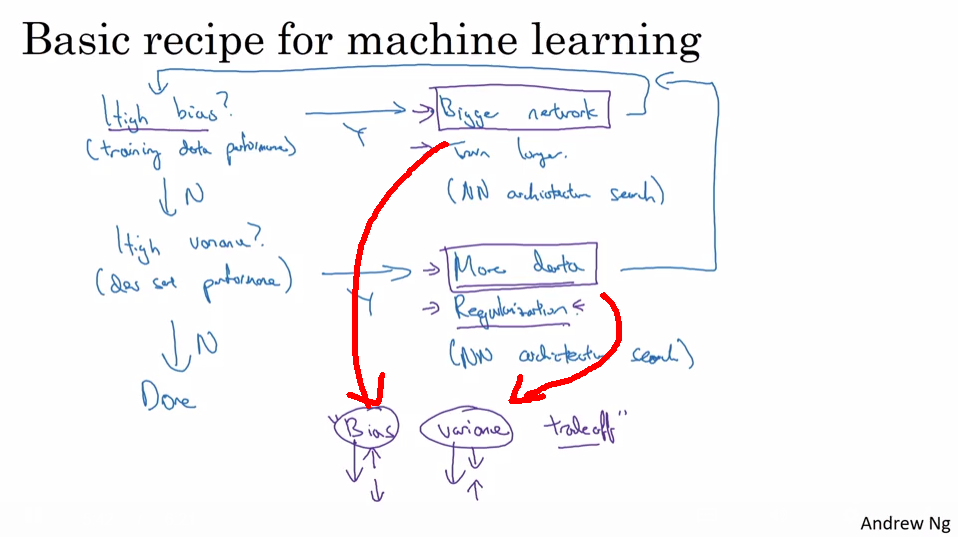 Basic recipe for machine learning
High bias?
Y
Bigge network
(training data performance)
Train longer.
N
(NN architecture search)
High variance?
(dev set performance)
Y
More data
Regularization
N
(NN architecture search)
Done
"Bias variance tradeoff"
Andrew Ng